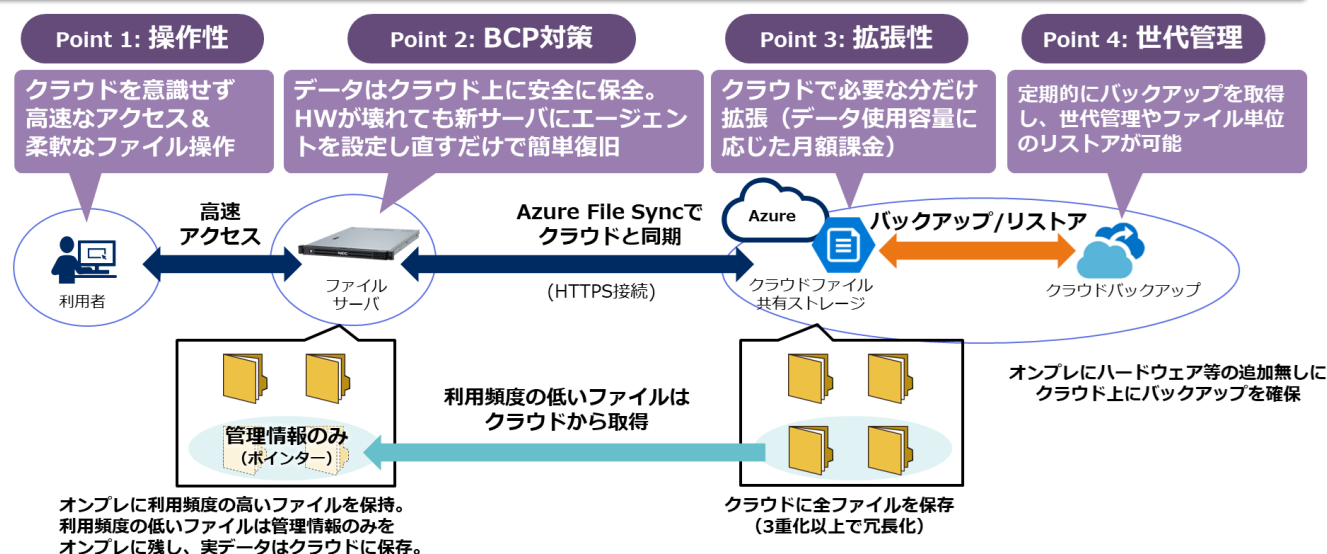 Point 1: 操作性
クラウドを意識せず
高速なアクセス＆
柔軟なファイル操作
Point 2: BCP対策
データはクラウド上に安全に保全。
HWが壊れても新サーバにエージェン
トを設定し直すだけで簡単復旧
Point 3: 拡張性
クラウドで必要な分だけ
拡張（データ使用容量に
応じた月額課金）
Point 4: 世代管理
定期的にバックアップを取得
し、世代管理やファイル単位
のリストアが可能
利用者
高速
アクセス
ファイル
サーバ
Azure File Syncで
クラウドと同期
(HTTPS接続)
Azure
クラウドファイル
共有ストレージ
バックアップ/リストア
クラウドバックアップ
管理情報のみ
（ポインター）
利用頻度の低いファイルは
クラウドから取得
オンプレにハードウェア等の追加無しに
クラウド上にバックアップを確保
オンプレに利用頻度の高いファイルを保持。
利用頻度の低いファイルは管理情報のみを
オンプレに残し、実データはクラウドに保存。
クラウドに全ファイルを保存
（3重化以上で冗長化）